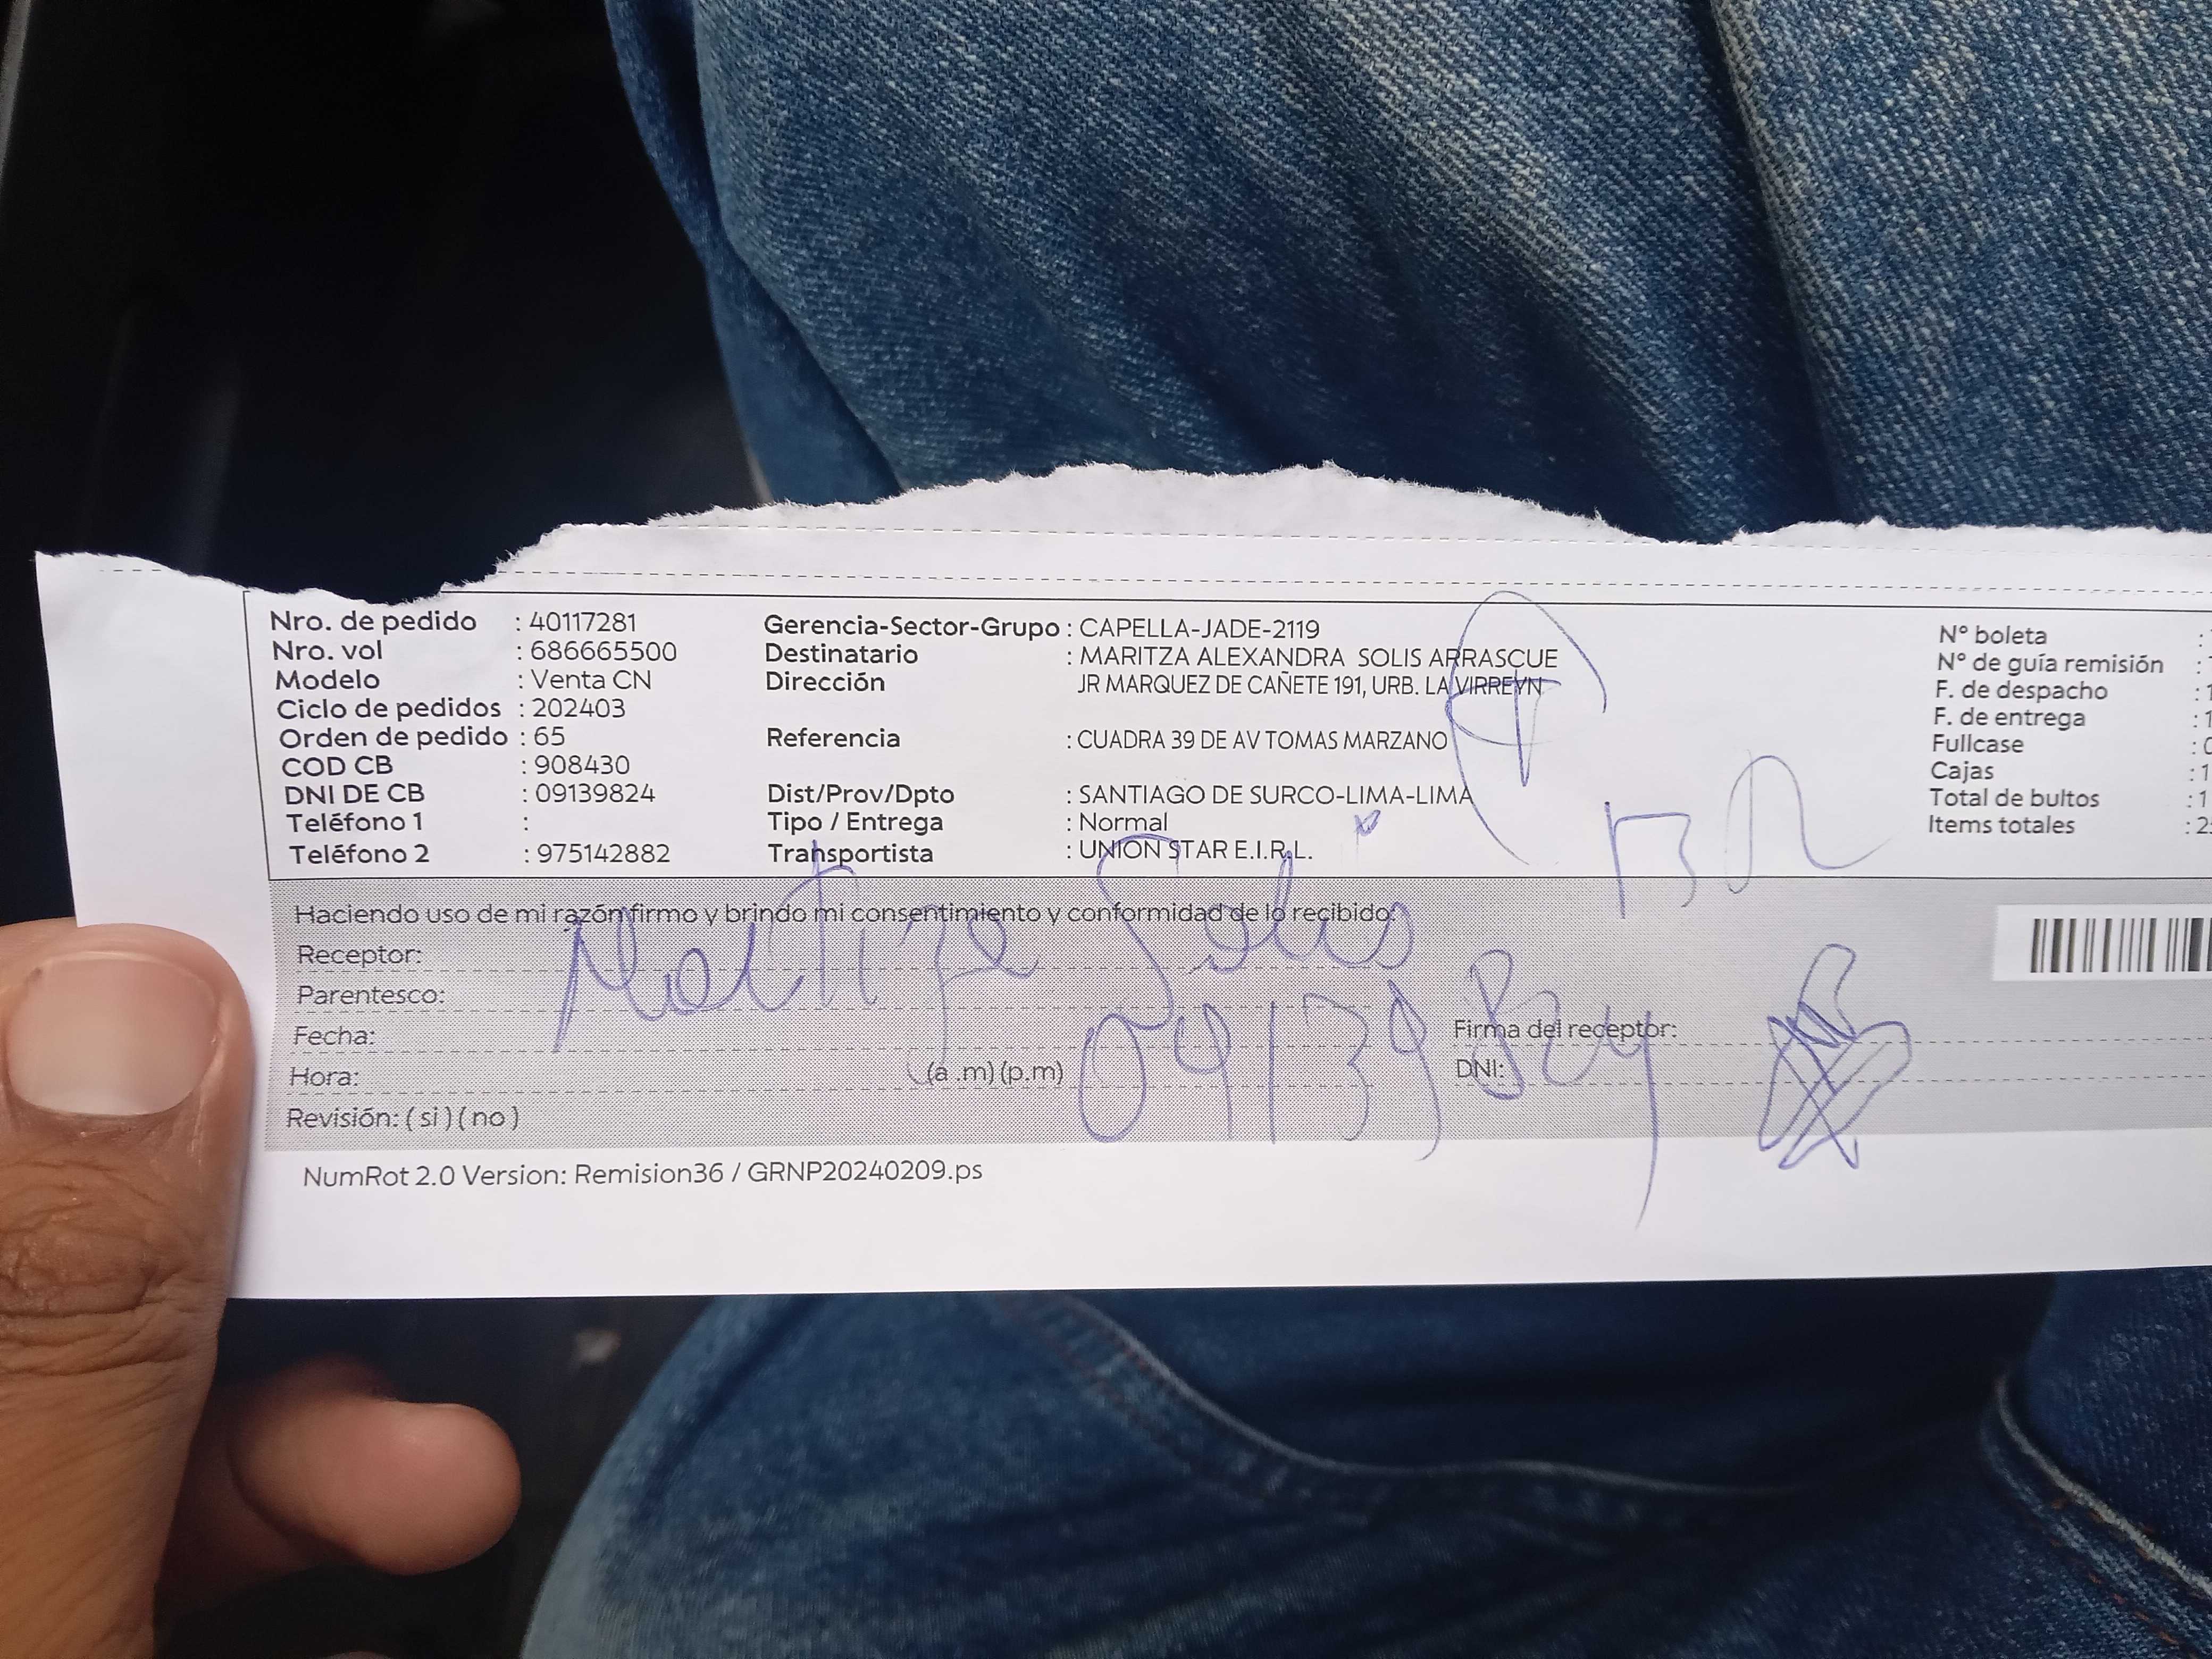 Nro. de pedido : 40117281
Nro. vol : 686665500
Modelo : Venta CN
Ciclo de pedidos : 202403
Orden de pedido : 65
COD CB : 908430
DNI DE CB : 09139824
Teléfono 1 :
Teléfono 2 : 975142882
Gerencia-Sector-Grupo : CAPELLA-JADE-2119
Destinatario : MARITZA ALEXANDRA SOLIS ARRASCUE
Dirección JR MARQUEZ DE CAÑETE 191, URB. LA VIRREYN
Referencia : CUADRA 39 DE AV TOMAS MARZANO
Dist/Prov/Dpto : SANTIAGO DE SURCO-LIMA-LIMA
Tipo / Entrega : Normal
Transportista : UNION STAR E.I.R.L.
N° boleta :
N° de guía remisión :
F. de despacho : 1
F. de entrega : 1
Fullcase : 0
Cajas : 1
Total de bultos : 1
Items totales : 2
Haciendo uso de mi razón firmo y brindo mi consentimiento y conformidad de lo recibido:
Receptor:
Maritza Solis
Parentesco:
Fecha:
Firma del receptor:
Hora: (a .m) (p.m)
DNI:
09139824
Revisión: ( si ) ( no )
NumRot 2.0 Version: Remision36 / GRNP20240209.ps